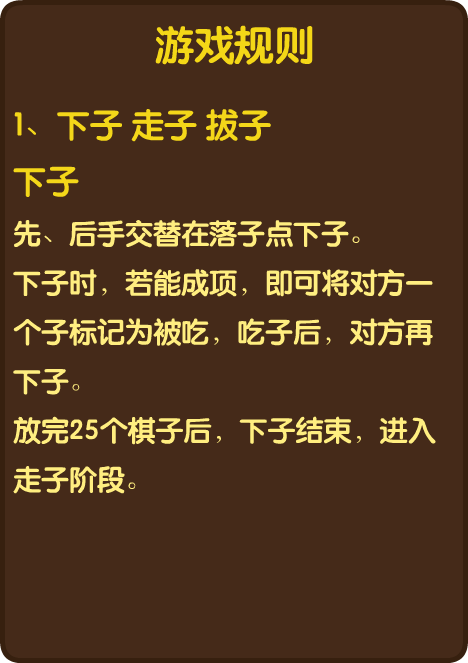 游戏规则
1、下子 走子 拔子
下子
先、后手交替在落子点下子。
下子时，若能成项，即可将对方一
个子标记为被吃，吃子后，对方再
下子。
放完25个棋子后，下子结束，进入
走子阶段。